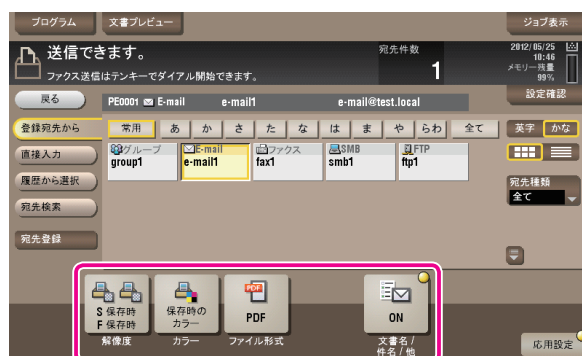 プログラム
文書プレビュー
ジョブ表示
送信できます。
ファクス送信はテンキーでダイアル開始できます。
宛先件数
1
2012/05/25
10:46
メモリー残量
99%
戻る
PE0001 E-mail e-mail1 e-mail@test.local
設定確認
登録宛先から
常用 あ か さ た な は ま や らわ 全て
英字 かな
直接入力
グループ
group1
E-mail
e-mail1
ファクス
fax1
SMB
smb1
FTP
ftp1
履歴から選択
宛先種類
全て
宛先検索
宛先登録
S 保存時
F 保存時
解像度
保存時の
カラー
カラー
PDF
PDF
ファイル形式
ON
文書名 /
件名 / 他
応用設定